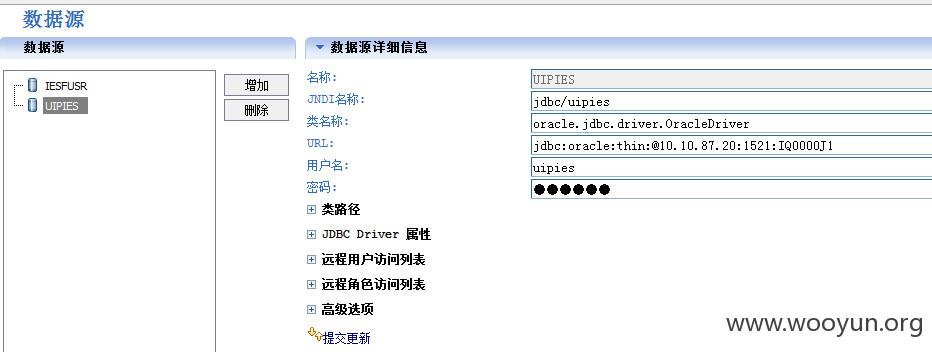 数据源
数据源
数据源详细信息
IESFUSR
UIPIES
增加
删除
名称: UIPIES
JNDI名称: jdbc/uipies
类名称: oracle.jdbc.driver.OracleDriver
URL: jdbc:oracle:thin:@10.10.87.20:1521:IQ0000J1
用户名: uipies
密码: ●●●●●●
类路径
JDBC Driver 属性
远程用户访问列表
远程角色访问列表
高级选项
提交更新
www.wooyun.org